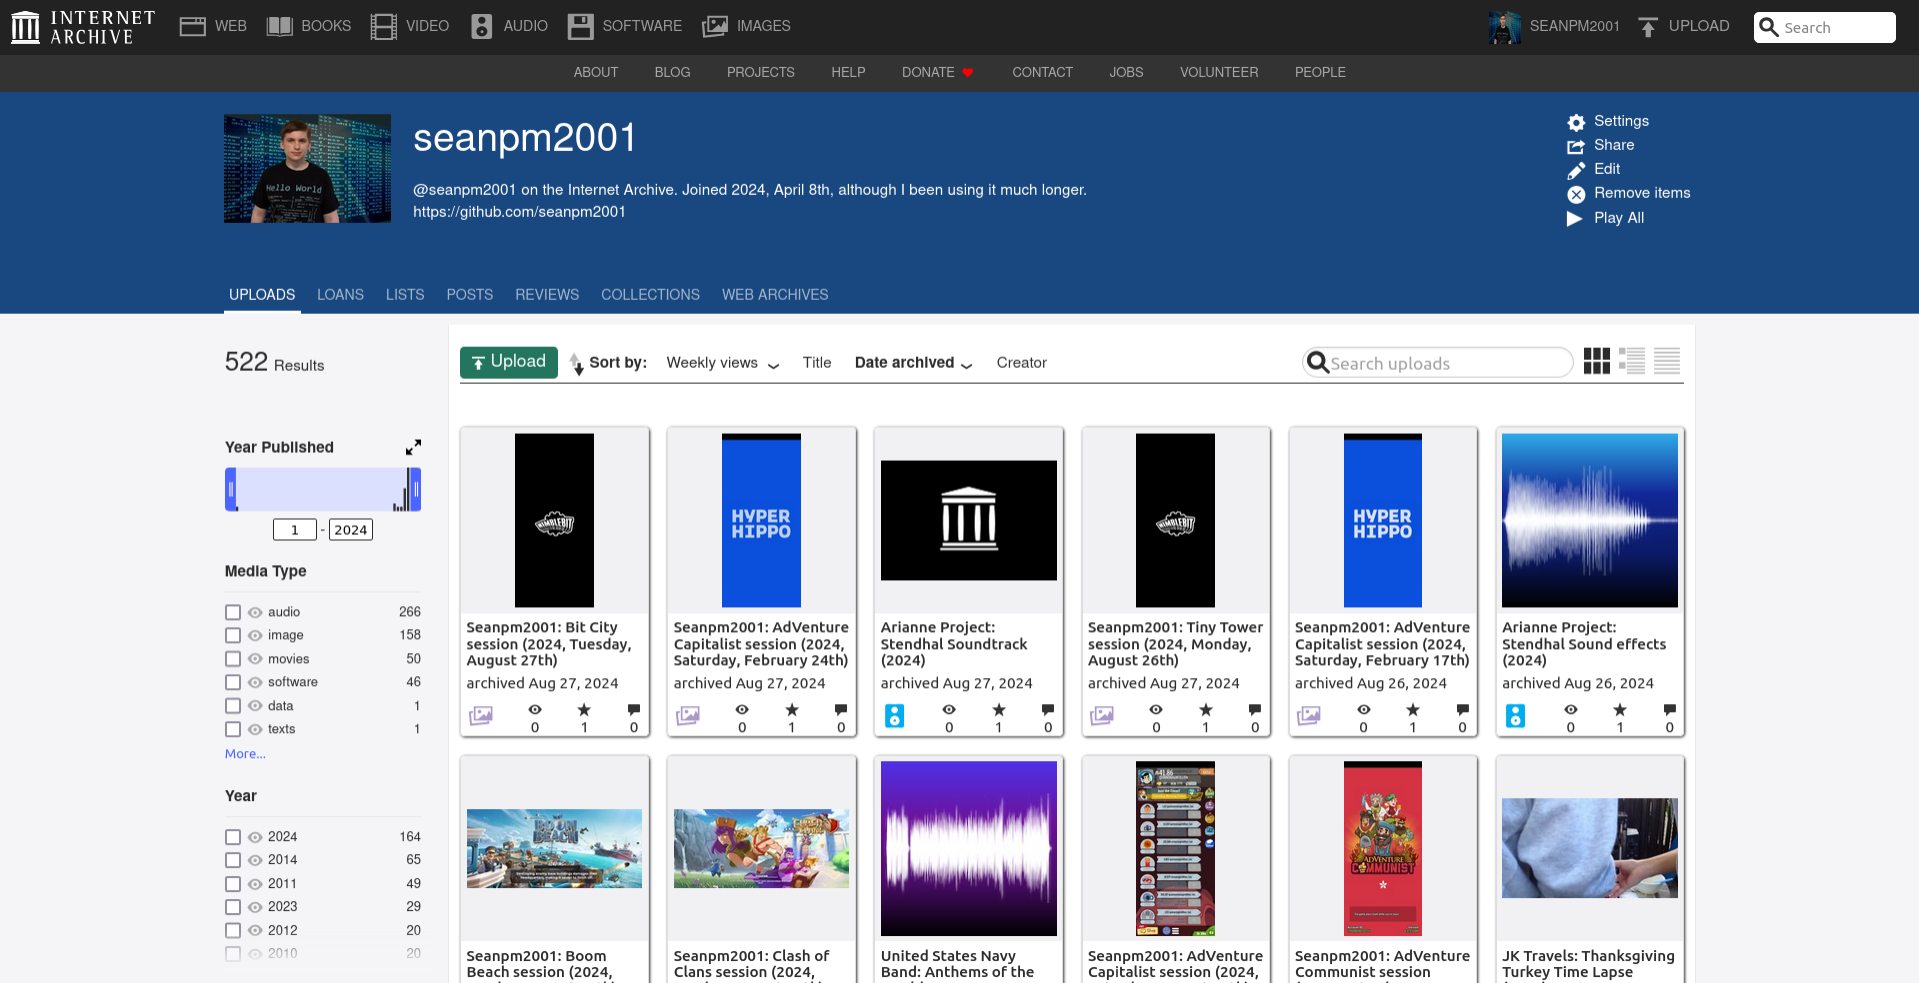 INTERNET ARCHIVE
WEB
BOOKS
VIDEO
AUDIO
SOFTWARE
IMAGES
SEANPM2001
UPLOAD
Search
ABOUT
BLOG
PROJECTS
HELP
DONATE
CONTACT
JOBS
VOLUNTEER
PEOPLE
Hello World
seanpm2001
@seanpm2001 on the Internet Archive. Joined 2024, April 8th, although I been using it much longer.
https://github.com/seanpm2001
Settings
Share
Edit
Remove items
Play All
UPLOADS
LOANS
LISTS
POSTS
REVIEWS
COLLECTIONS
WEB ARCHIVES
522 Results
Year Published
1 - 2024
Media Type
audio 266
image 158
movies 50
software 46
data 1
texts 1
More...
Year
2024 164
2014 65
2011 49
2023 29
2012 20
2010 20
Upload
Sort by:
Weekly views
Title
Date archived
Creator
Search uploads
NIMBLEBIT
Seanpm2001: Bit City
session (2024, Tuesday,
August 27th)
archived Aug 27, 2024
0 1 0
HYPER
HIPPO
Seanpm2001: AdVenture
Capitalist session (2024,
Saturday, February 24th)
archived Aug 27, 2024
0 1 0
Arianne Project:
Stendhal Soundtrack
(2024)
archived Aug 27, 2024
0 1 0
NIMBLEBIT
Seanpm2001: Tiny Tower
session (2024, Monday,
August 26th)
archived Aug 27, 2024
0 1 0
HYPER
HIPPO
Seanpm2001: AdVenture
Capitalist session (2024,
Saturday, February 17th)
archived Aug 26, 2024
0 1 0
Arianne Project:
Stendhal Sound effects
(2024)
archived Aug 26, 2024
0 1 0
BOOM
BEACH
Seanpm2001: Boom
Beach session (2024,
Seanpm2001: Clash of
Clans session (2024,
United States Navy
Band: Anthems of the
Seanpm2001: AdVenture
Capitalist session (2024,
ADVENTURE
COMMUNIST
Seanpm2001: AdVenture
Communist session
JK Travels: Thanksgiving
Turkey Time Lapse